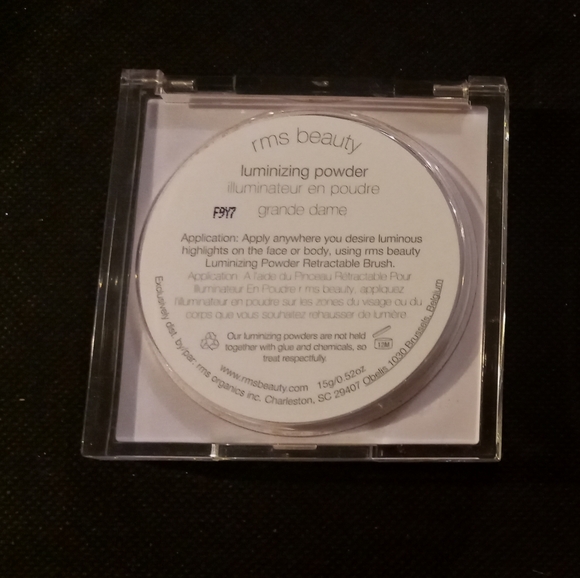 rms beauty
luminizing powder
illuminateur en poudre
F9Y7
grande dame
Application: Apply anywhere you desire luminous
highlights on the face or body, using rms beauty
Luminizing Powder Retractable Brush.
Application: A l'aide du Pinceau Rétractable Pour
Illuminateur En Poudre r ms beauty, appliquez
l'illuminateur en poudre sur les zones du visage ou du
corps que vous souhaitez rehausser de lumière.
Our luminizing powders are not held
together with glue and chemicals, so
treat respectfully.
12M
www.rmsbeauty.com 15g/0.52oz
Exclusively dist. by/par: rms organics inc. Charleston, SC 29407 Obelis 1030 Brussels, Belgium